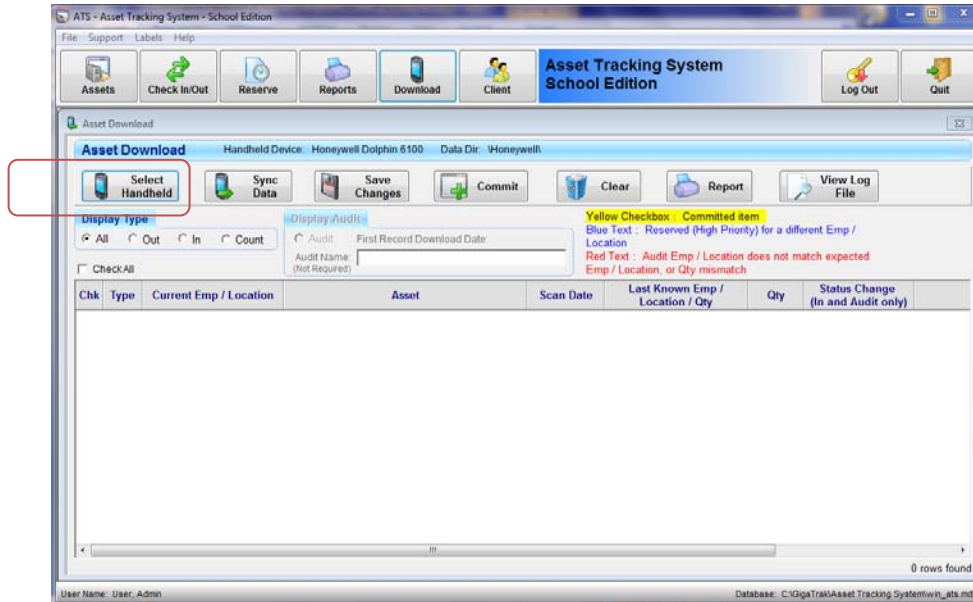 ATS - Asset Tracking System - School Edition
File Support Labels Help
Assets Check In/Out Reserve Reports Download Client
Asset Tracking System
School Edition
Log Out Quit
Asset Download
Asset Download Handheld Device: Honeywell Dolphin 6100 Data Dir: \Honeywell\
Select
Handheld
Sync
Data
Save
Changes
Commit
Clear
Report
View Log
File
Display Type
All Out In Count
Check All
Display Audit
Audit First Record Download Date:
Audit Name:
(Not Required)
Yellow Checkbox : Committed item
Blue Text : Reserved (High Priority) for a different Emp /
Location
Red Text : Audit Emp / Location does not match expected
Emp / Location, or Qty mismatch
Chk Type Current Emp / Location Asset Scan Date
Last Known Emp /
Location / Qty
Qty
Status Change
(In and Audit only)
0 rows found
User Name: User, Admin
Database: C:\GigaTrak\Asset Tracking System\win_ats.md